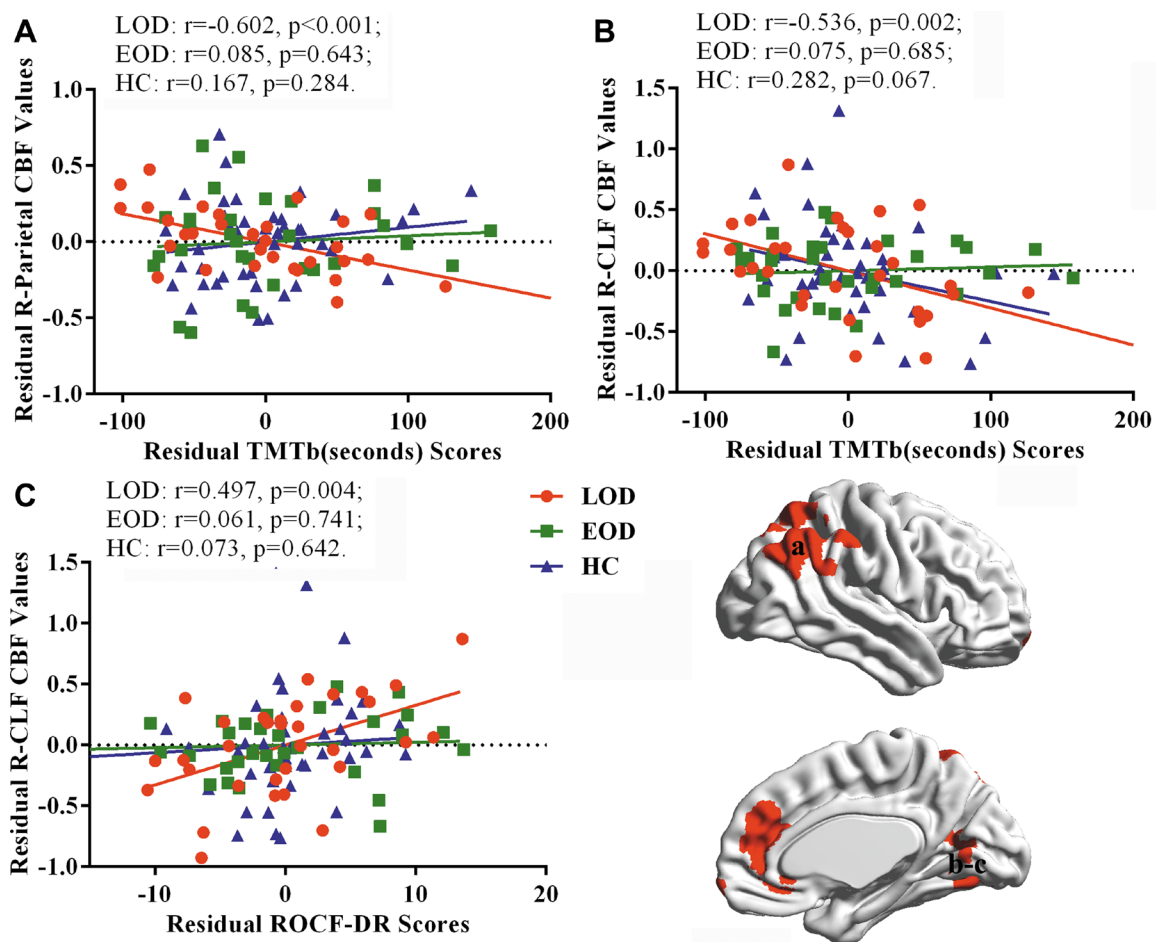 A
LOD: r=-0.602, p<0.001;
EOD: r=0.085, p=0.643;
HC: r=0.167, p=0.284.
Residual R-Parietal CBF Values
1.0
0.5
0.0
-0.5
-1.0
-100 0 100 200
Residual TMTb(seconds) Scores
B
LOD: r=-0.536, p=0.002;
EOD: r=0.075, p=0.685;
HC: r=0.282, p=0.067.
Residual R-CLF CBF Values
1.5
1.0
0.5
0.0
-0.5
-1.0
-100 0 100 200
Residual TMTb(seconds) Scores
C
LOD: r=0.497, p=0.004;
EOD: r=0.061, p=0.741;
HC: r=0.073, p=0.642.
Residual R-CLF CBF Values
1.5
1.0
0.5
0.0
-0.5
-1.0
-10 0 10 20
Residual ROCF-DR Scores
LOD
EOD
HC
a
b-c